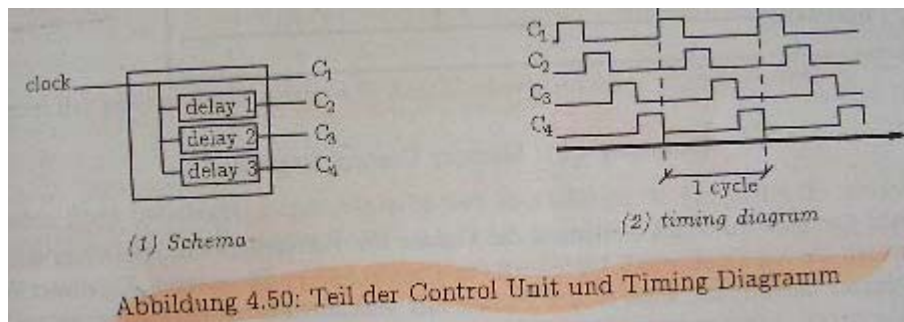 clock
C₁
delay 1
C₂
delay 2
C₃
delay 3
C₄
(1) Schema
C₁
C₂
C₃
C₄
1 cycle
(2) timing diagram
Abbildung 4.50: Teil der Control Unit und Timing Diagramm